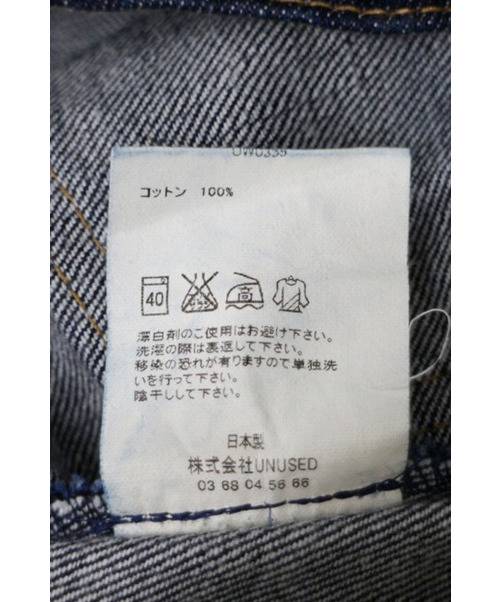 UW0335
コットン 100%
40
高
漂白剤のご使用はお避け下さい。
洗濯の際は裏返して下さい。
移染の恐れが有りますので単独洗
いを行って下さい。
陰干しして下さい。
日本製
株式会社UNUSED
03 68 04 56 66